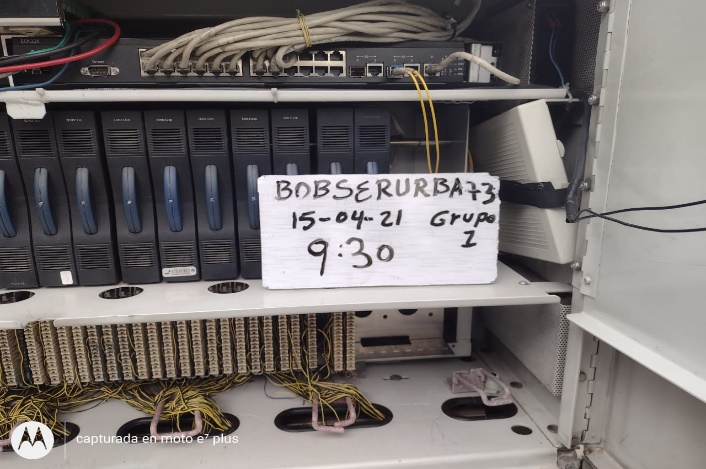 BOBSERURBA73
15-04-21 Grupo
1
9:30
capturada en moto e⁷ plus